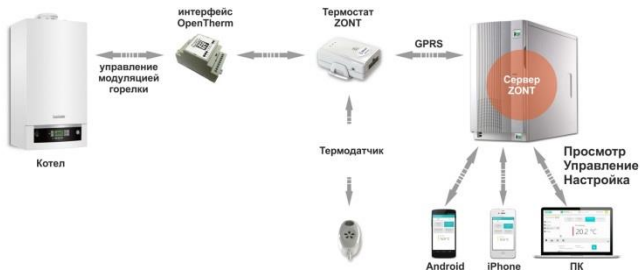 интерфейс
OpenTherm
Термостат
ZONT
GPRS
управление
модуляцией
горелки
Сервер
ZONT
Котел
Термодатчик
Просмотр
Управление
Настройка
20.2 °C
Android
iPhone
ПК